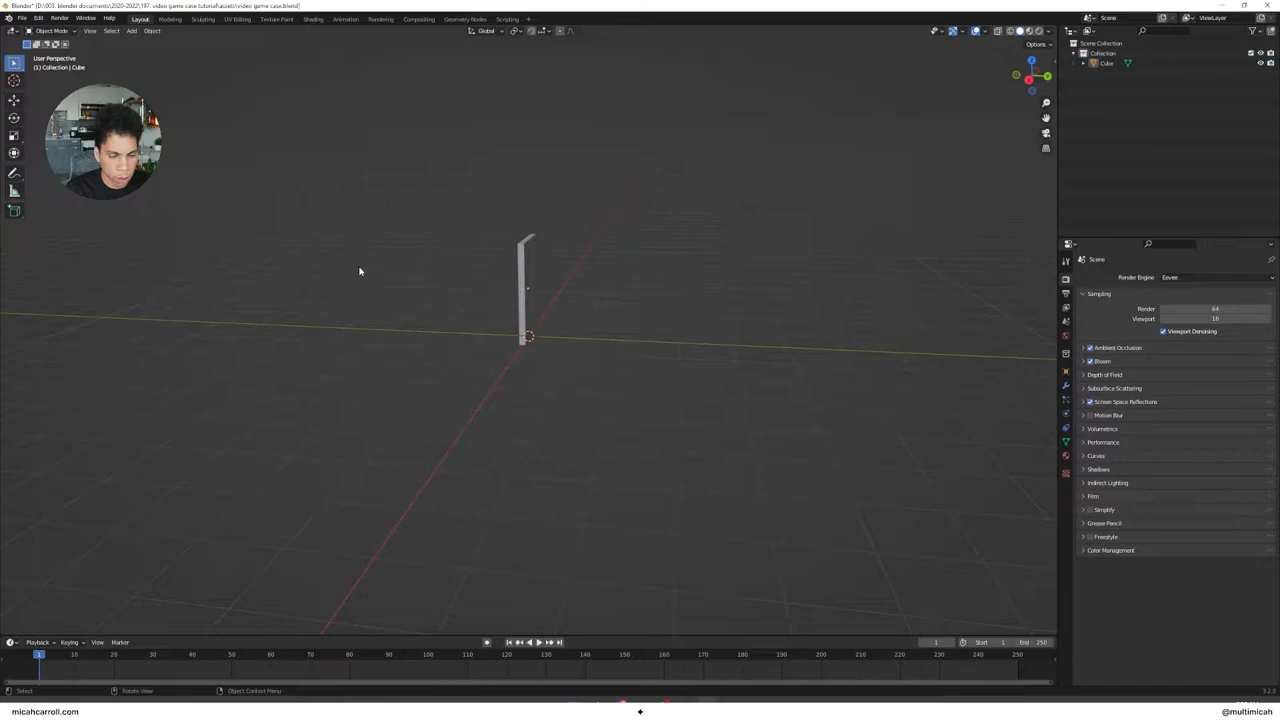 Blender* [D:\003. blender documents\2020-2022\197. video game case tutorial\assets\video game case.blend]
File Edit Render Window Help Layout Modeling Sculpting UV Editing Texture Paint Shading Animation Rendering Compositing Geometry Nodes Scripting Scene ViewLayer
Object Mode View Select Add Object Global
Options
User Perspective
(1) Collection | Cube
Z
Y
X
Scene Collection
Collection
Cube
Scene
Render Engine Eevee
Sampling
Render 64
Viewport 16
Viewport Denoising
Ambient Occlusion
Bloom
Depth of Field
Subsurface Scattering
Screen Space Reflections
Motion Blur
Volumetrics
Performance
Curves
Shadows
Indirect Lighting
Film
Simplify
Grease Pencil
Freestyle
Color Management
Playback Keying View Marker 1 Start 1 End 250
1 10 20 30 40 50 60 70 80 90 100 110 120 130 140 150 160 170 180 190 200 210 220 230 240 250
Select Rotate View Object Context Menu 3.2.0
micahcarroll.com @multimicah